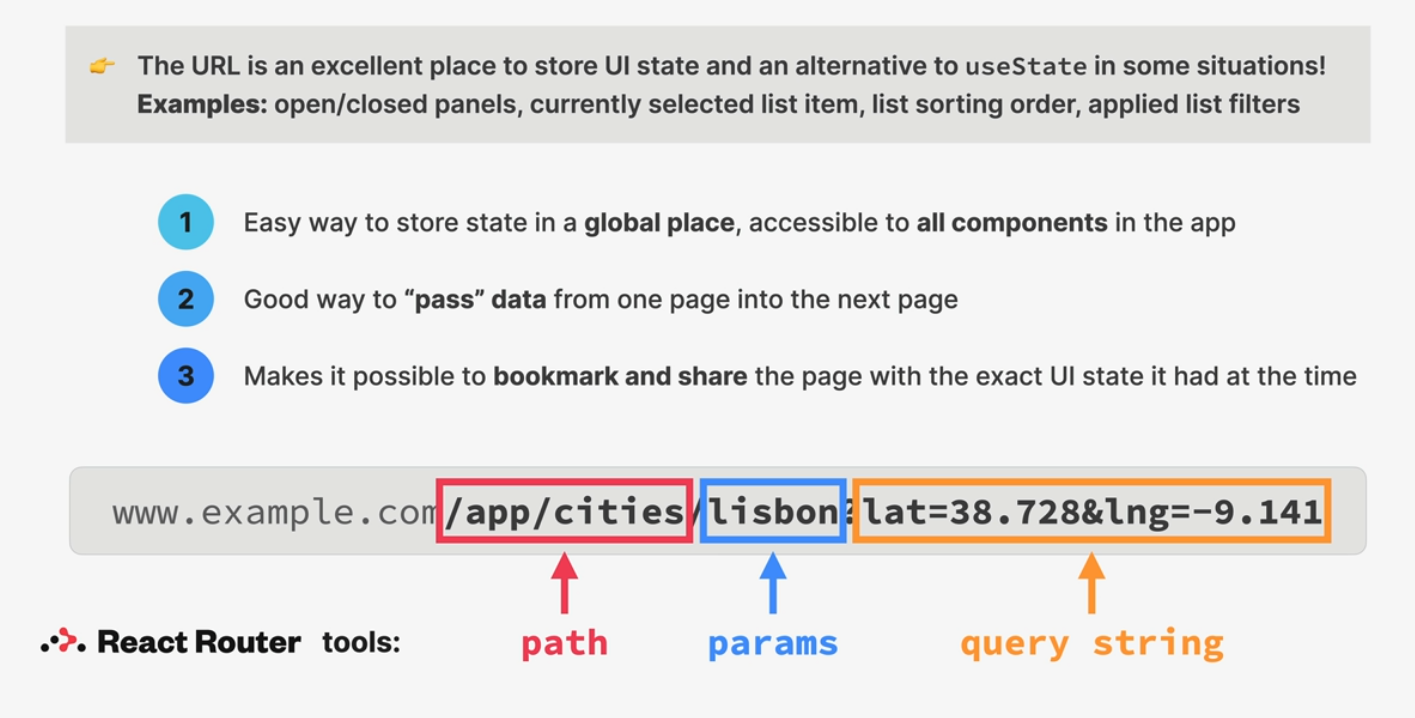 👉 The URL is an excellent place to store UI state and an alternative to useState in some situations!
Examples: open/closed panels, currently selected list item, list sorting order, applied list filters
1 Easy way to store state in a global place, accessible to all components in the app
2 Good way to “pass” data from one page into the next page
3 Makes it possible to bookmark and share the page with the exact UI state it had at the time
www.example.com/app/cities/lisbon?lat=38.728&lng=-9.141
React Router tools: path params query string